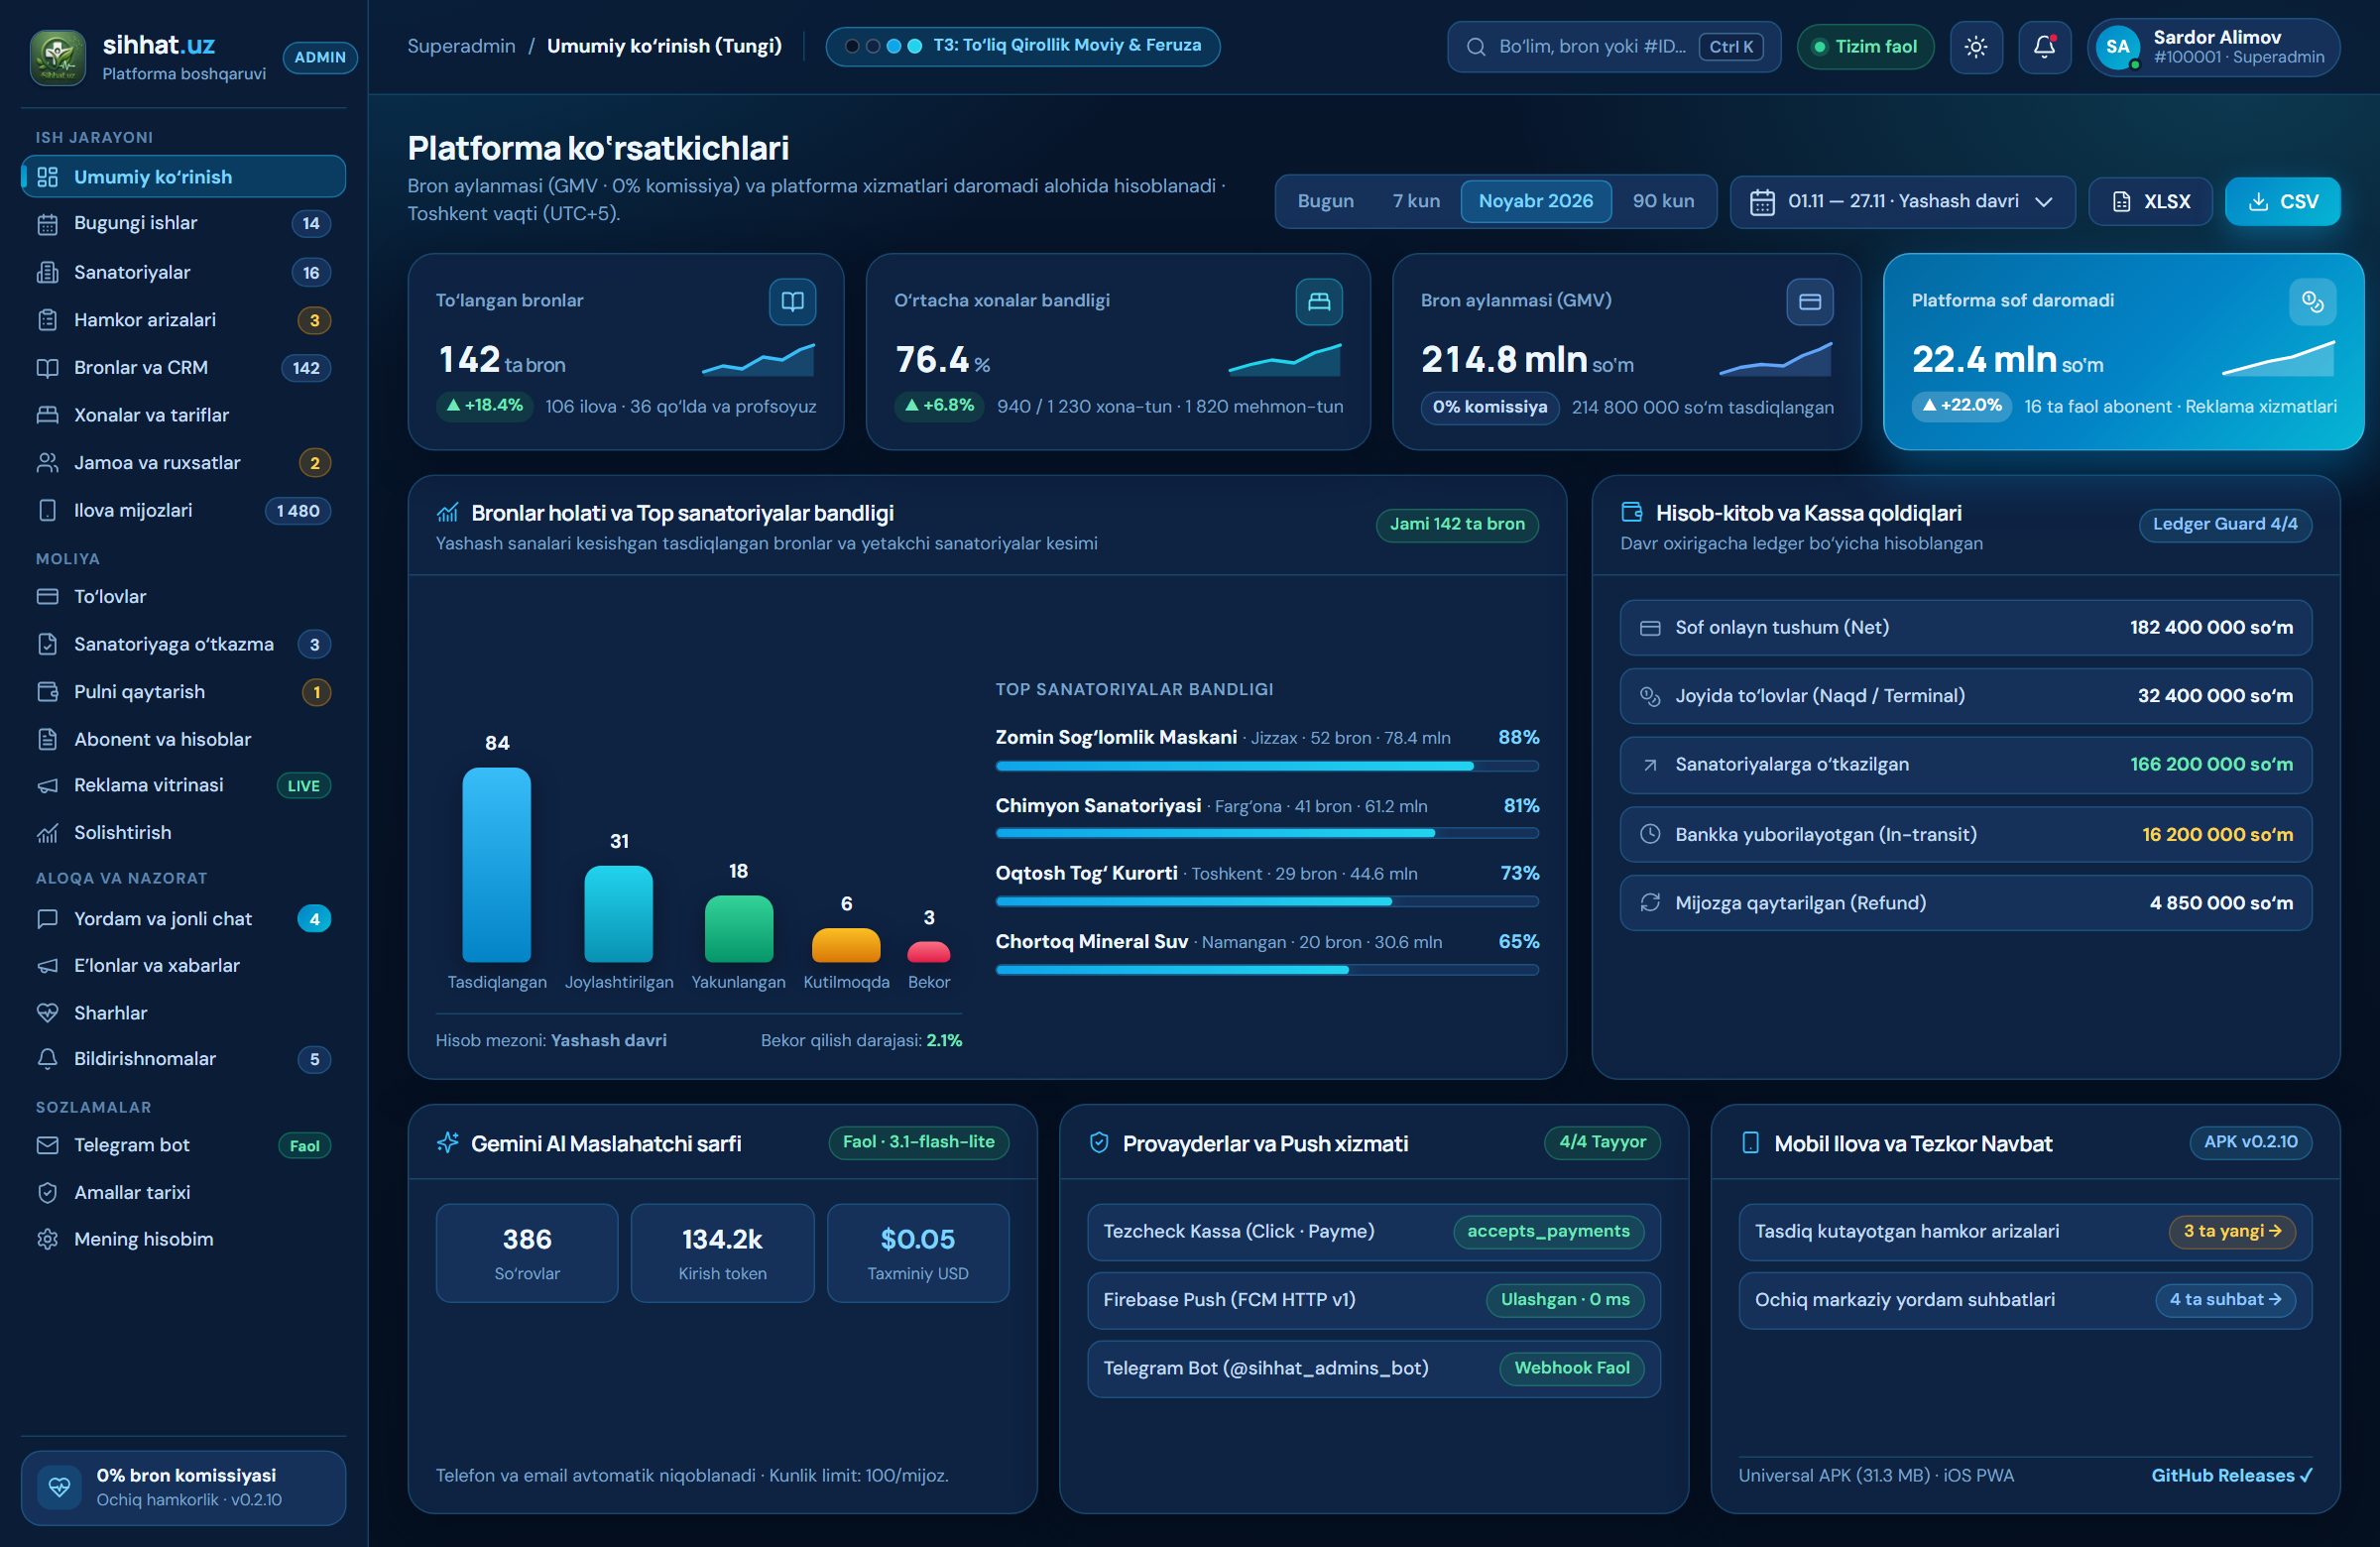 sihhat.uz
Platforma boshqaruvi
ADMIN
ISH JARAYONI
Umumiy ko‘rinish
Bugungi ishlar 14
Sanatoriyalar 16
Hamkor arizalari 3
Bronlar va CRM 142
Xonalar va tariflar
Jamoa va ruxsatlar 2
Ilova mijozlari 1 480
MOLIYA
To‘lovlar
Sanatoriyaga o‘tkazma 3
Pulni qaytarish 1
Abonent va hisoblar
Reklama vitrinasi LIVE
Solishtirish
ALOQA VA NAZORAT
Yordam va jonli chat 4
E’lonlar va xabarlar
Sharhlar
Bildirishnomalar 5
SOZLAMALAR
Telegram bot Faol
Amallar tarixi
Mening hisobim
0% bron komissiyasi
Ochiq hamkorlik · v0.2.10
Superadmin / Umumiy ko‘rinish (Tungi)
T3: To‘liq Qirollik Moviy & Feruza
Bo‘lim, bron yoki #ID... Ctrl K
Tizim faol
SA
Sardor Alimov
#100001 · Superadmin
Platforma ko‘rsatkichlari
Bron aylanmasi (GMV · 0% komissiya) va platforma xizmatlari daromadi alohida hisoblanadi ·
Toshkent vaqti (UTC+5).
Bugun 7 kun Noyabr 2026 90 kun
01.11 — 27.11 · Yashash davri
XLSX
CSV
To‘langan bronlar
142 ta bron
▲ +18.4% 106 ilova · 36 qo‘lda va profsoyuz
O‘rtacha xonalar bandligi
76.4 %
▲ +6.8% 940 / 1 230 xona-tun · 1 820 mehmon-tun
Bron aylanmasi (GMV)
214.8 mln so‘m
0% komissiya 214 800 000 so‘m tasdiqlangan
Platforma sof daromadi
22.4 mln so‘m
▲ +22.0% 16 ta faol abonent · Reklama xizmatlari
Bronlar holati va Top sanatoriyalar bandligi
Yashash sanalari kesishgan tasdiqlangan bronlar va yetakchi sanatoriyalar kesimi
Jami 142 ta bron
84
31
18
6
3
Tasdiqlangan Joylashtirilgan Yakunlangan Kutilmoqda Bekor
Hisob mezoni: Yashash davri Bekor qilish darajasi: 2.1%
TOP SANATORIYALAR BANDLIGI
Zomin Sog‘lomlik Maskani · Jizzax · 52 bron · 78.4 mln 88%
Chimyon Sanatoriyasi · Farg‘ona · 41 bron · 61.2 mln 81%
Oqtosh Tog‘ Kurorti · Toshkent · 29 bron · 44.6 mln 73%
Chortoq Mineral Suv · Namangan · 20 bron · 30.6 mln 65%
Hisob-kitob va Kassa qoldiqlari
Davr oxirigacha ledger bo‘yicha hisoblangan
Ledger Guard 4/4
Sof onlayn tushum (Net) 182 400 000 so‘m
Joyida to‘lovlar (Naqd / Terminal) 32 400 000 so‘m
Sanatoriyalarga o‘tkazilgan 166 200 000 so‘m
Bankka yuborilayotgan (In-transit) 16 200 000 so‘m
Mijozga qaytarilgan (Refund) 4 850 000 so‘m
Gemini AI Maslahatchi sarfi
Faol · 3.1-flash-lite
386
So‘rovlar
134.2k
Kirish token
$0.05
Taxminiy USD
Telefon va email avtomatik niqoblanadi · Kunlik limit: 100/mijoz.
Provayderlar va Push xizmati
4/4 Tayyor
Tezcheck Kassa (Click · Payme) accepts_payments
Firebase Push (FCM HTTP v1) Ulashgan · 0 ms
Telegram Bot (@sihhat_admins_bot) Webhook Faol
Mobil Ilova va Tezkor Navbat
APK v0.2.10
Tasdiq kutayotgan hamkor arizalari 3 ta yangi →
Ochiq markaziy yordam suhbatlari 4 ta suhbat →
Universal APK (31.3 MB) · iOS PWA GitHub Releases ✓